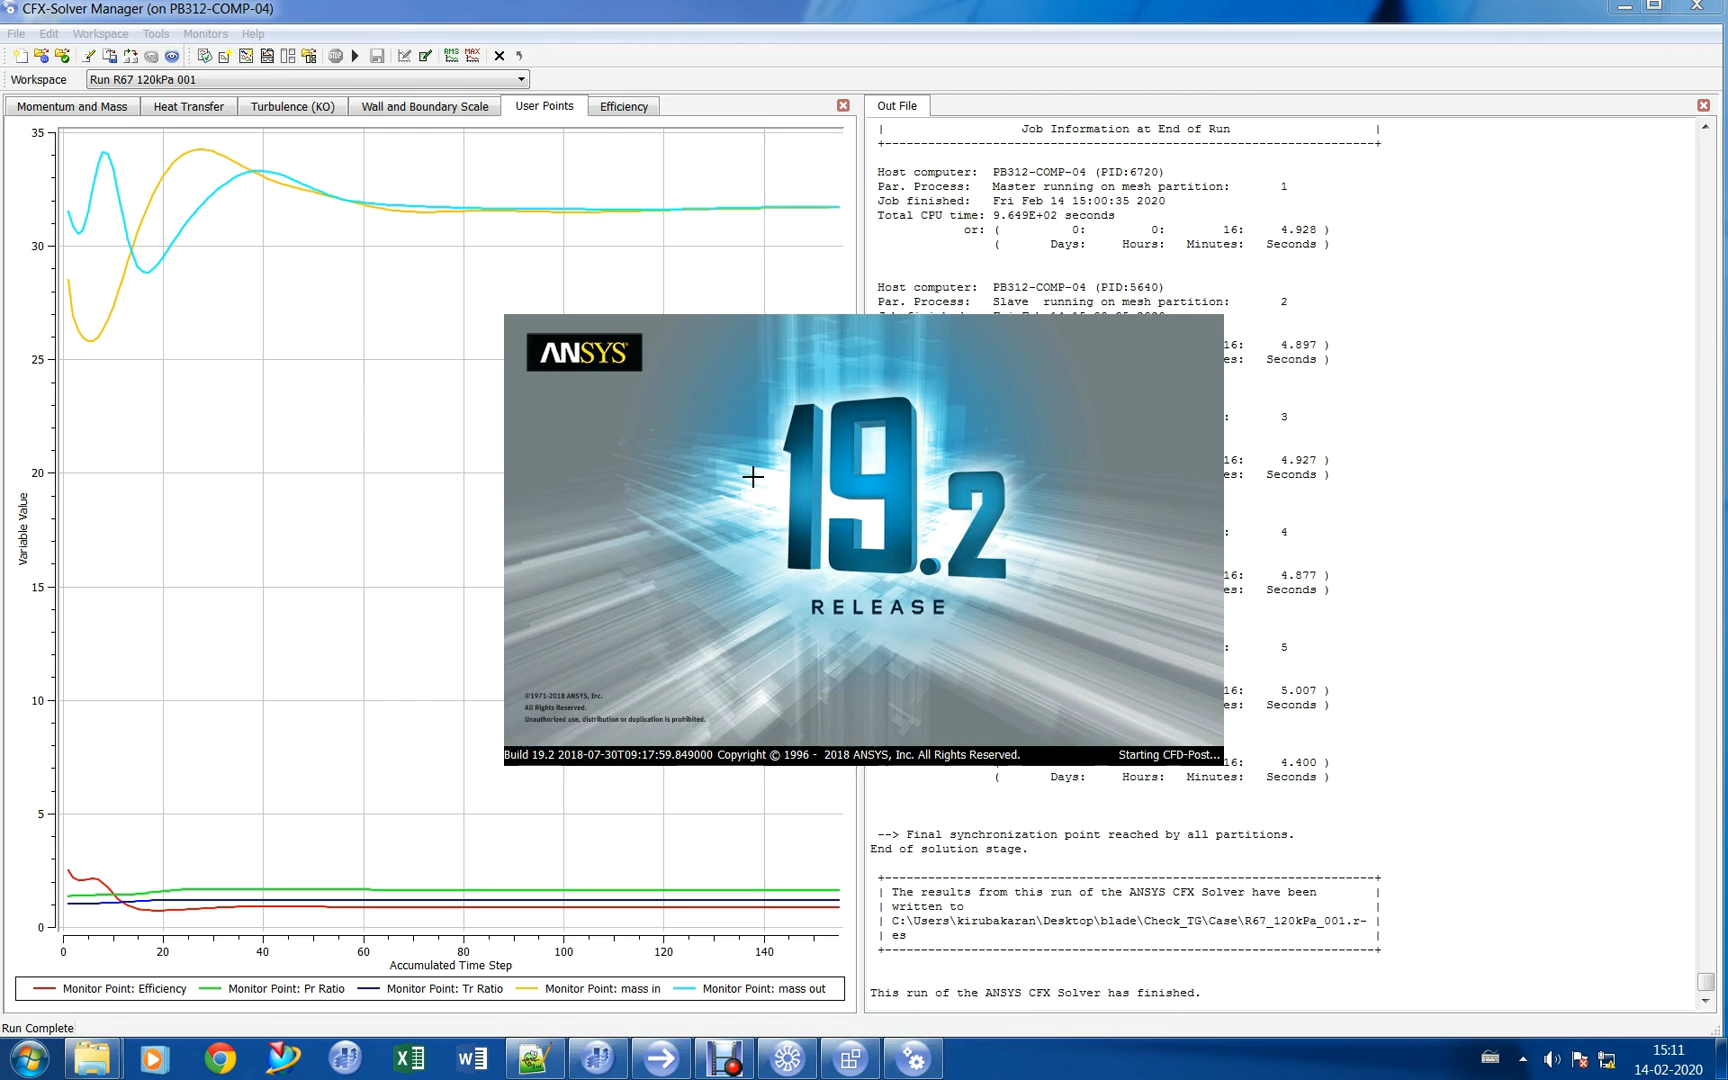 CFX-Solver Manager (on PB312-COMP-04)
File Edit Workspace Tools Monitors Help
RMS MAX
Workspace Run R67 120kPa 001
Momentum and Mass Heat Transfer Turbulence (KO) Wall and Boundary Scale User Points Efficiency
35
30
25
20
15
10
5
0
Variable Value
0 20 40 60 80 100 120 140
Accumulated Time Step
Monitor Point: Efficiency Monitor Point: Pr Ratio Monitor Point: Tr Ratio Monitor Point: mass in Monitor Point: mass out
Run Complete
Out File
| Job Information at End of Run |
+--------------------------------------------------------------------+
Host computer: PB312-COMP-04 (PID:6720)
Par. Process: Master running on mesh partition: 1
Job finished: Fri Feb 14 15:00:35 2020
Total CPU time: 9.649E+02 seconds
or: ( 0: 0: 16: 4.928 )
( Days: Hours: Minutes: Seconds )
Host computer: PB312-COMP-04 (PID:5640)
Par. Process: Slave running on mesh partition: 2
16: 4.897 )
es: Seconds )
: 3
16: 4.927 )
es: Seconds )
: 4
16: 4.877 )
es: Seconds )
: 5
16: 5.007 )
es: Seconds )
16: 4.400 )
( Days: Hours: Minutes: Seconds )
--> Final synchronization point reached by all partitions.
End of solution stage.
+--------------------------------------------------------------------+
| The results from this run of the ANSYS CFX Solver have been |
| written to |
| C:\Users\kirubakaran\Desktop\blade\Check_TG\Case\R67_120kPa_001.r- |
| es |
+--------------------------------------------------------------------+
This run of the ANSYS CFX Solver has finished.
ANSYS
19.2
RELEASE
©1971-2018 ANSYS, Inc.
All Rights Reserved.
Unauthorized use, distribution or duplication is prohibited.
Build 19.2 2018-07-30T09:17:59.849000 Copyright © 1996 - 2018 ANSYS, Inc. All Rights Reserved. Starting CFD-Post...
15:11
14-02-2020